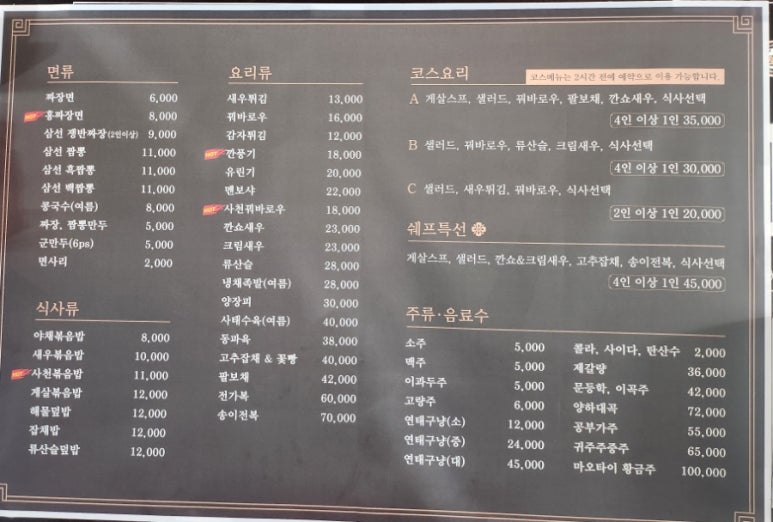 면류
짜장면 6,000
HOT 홍짜장면 8,000
삼선 쟁반짜장(2인이상) 9,000
삼선 짬뽕 11,000
삼선 흑짬뽕 11,000
삼선 백짬뽕 11,000
콩국수(여름) 8,000
짜장, 짬뽕만두 5,000
군만두(6ps) 5,000
면사리 2,000
식사류
야채볶음밥 8,000
새우볶음밥 10,000
HOT 사천볶음밥 11,000
게살볶음밥 12,000
해물덮밥 12,000
잡채밥 12,000
류산슬덮밥 12,000
요리류
새우튀김 13,000
꿔바로우 16,000
감자튀김 12,000
HOT 깐풍기 18,000
유린기 20,000
멘보샤 22,000
HOT 사천꿔바로우 18,000
깐쇼새우 23,000
크림새우 23,000
류산슬 28,000
냉채족발(여름) 28,000
양장피 30,000
사태수육(여름) 40,000
동파육 38,000
고추잡채 & 꽃빵 40,000
팔보채 42,000
전가복 60,000
송이전복 70,000
코스요리
코스메뉴는 2시간 전에 예약으로 이용 가능합니다.
A 게살스프, 샐러드, 꿔바로우, 팔보채, 깐쇼새우, 식사선택
4인 이상 1인 35,000
B 샐러드, 꿔바로우, 류산슬, 크림새우, 식사선택
4인 이상 1인 30,000
C 샐러드, 새우튀김, 꿔바로우, 식사선택
2인 이상 1인 20,000
쉐프특선
게살스프, 샐러드, 깐쇼&크림새우, 고추잡채, 송이전복, 식사선택
4인 이상 1인 45,000
주류·음료수
소주 5,000
맥주 5,000
이과두주 5,000
고량주 6,000
연태구냥(소) 12,000
연태구냥(중) 24,000
연태구냥(대) 45,000
콜라, 사이다, 탄산수 2,000
제갈량 36,000
문등학, 이곡주 42,000
양하대곡 72,000
공부가주 55,000
귀주주중주 65,000
마오타이 황금주 100,000